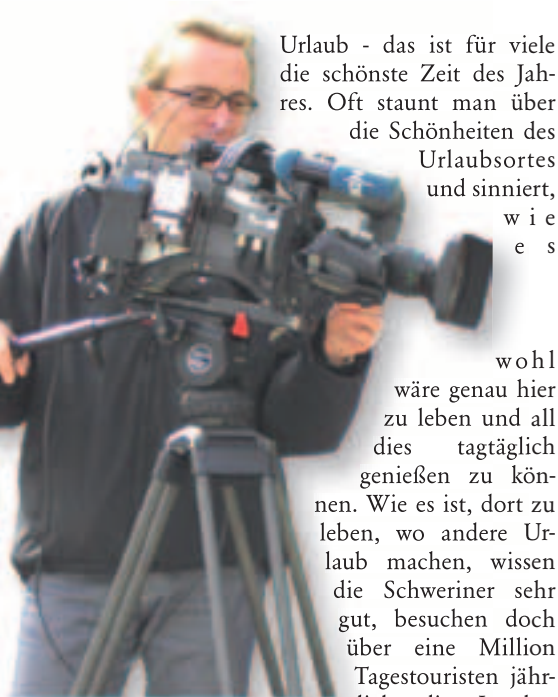 Urlaub - das ist für viele
die schönste Zeit des Jah-
res. Oft staunt man über
die Schönheiten des
Urlaubsortes
und sinniert,
wie
es
wohl
wäre genau hier
zu leben und all
dies tagtäglich
genießen zu kön-
nen. Wie es ist, dort zu
leben, wo andere Ur-
laub machen, wissen
die Schweriner sehr
gut, besuchen doch
über eine Million
Tagestouristen jähr-